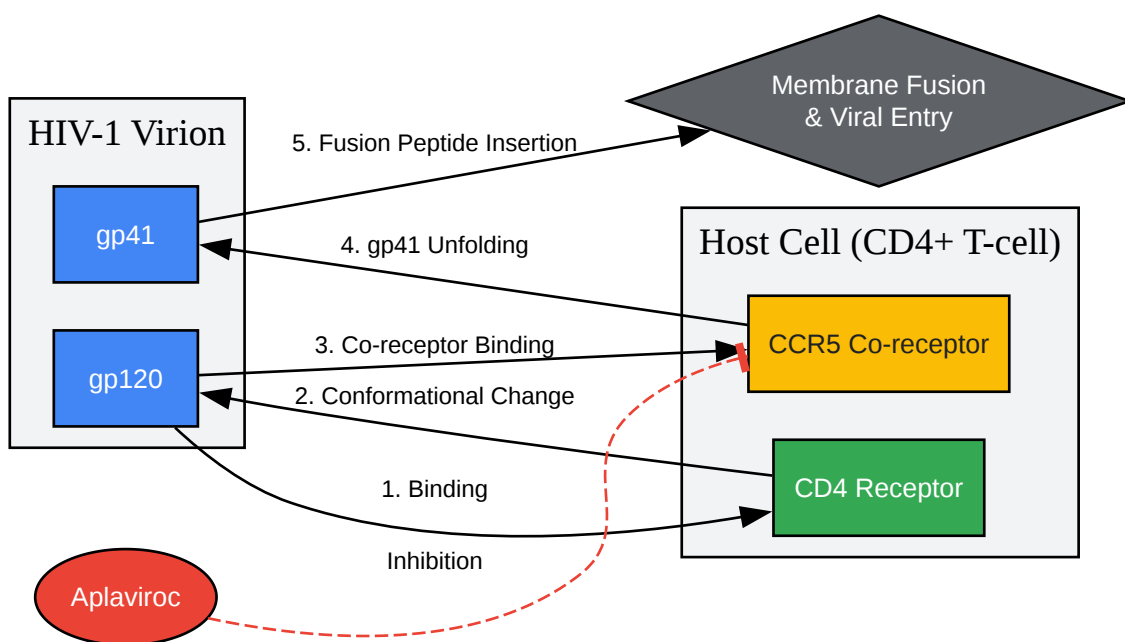 Membrane Fusion
& Viral Entry
HIV-1 Virion
5. Fusion Peptide Insertion
gp41
4. gp41 Unfolding
Host Cell (CD4+ T-cell)
3. Co-receptor Binding
CCR5 Co-receptor
gp120
2. Conformational Change
1. Binding
CD4 Receptor
Inhibition
Aplaviroc